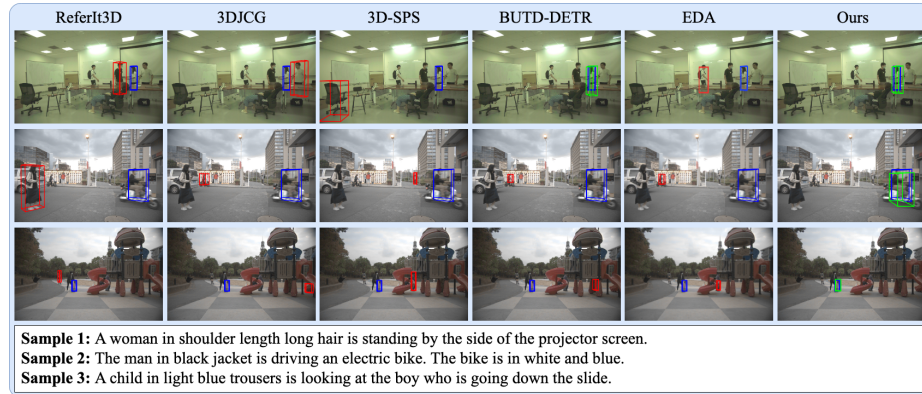 ReferIt3D 3DJCG 3D-SPS BUTD-DETR EDA Ours
Sample 1: A woman in shoulder length long hair is standing by the side of the projector screen.
Sample 2: The man in black jacket is driving an electric bike. The bike is in white and blue.
Sample 3: A child in light blue trousers is looking at the boy who is going down the slide.